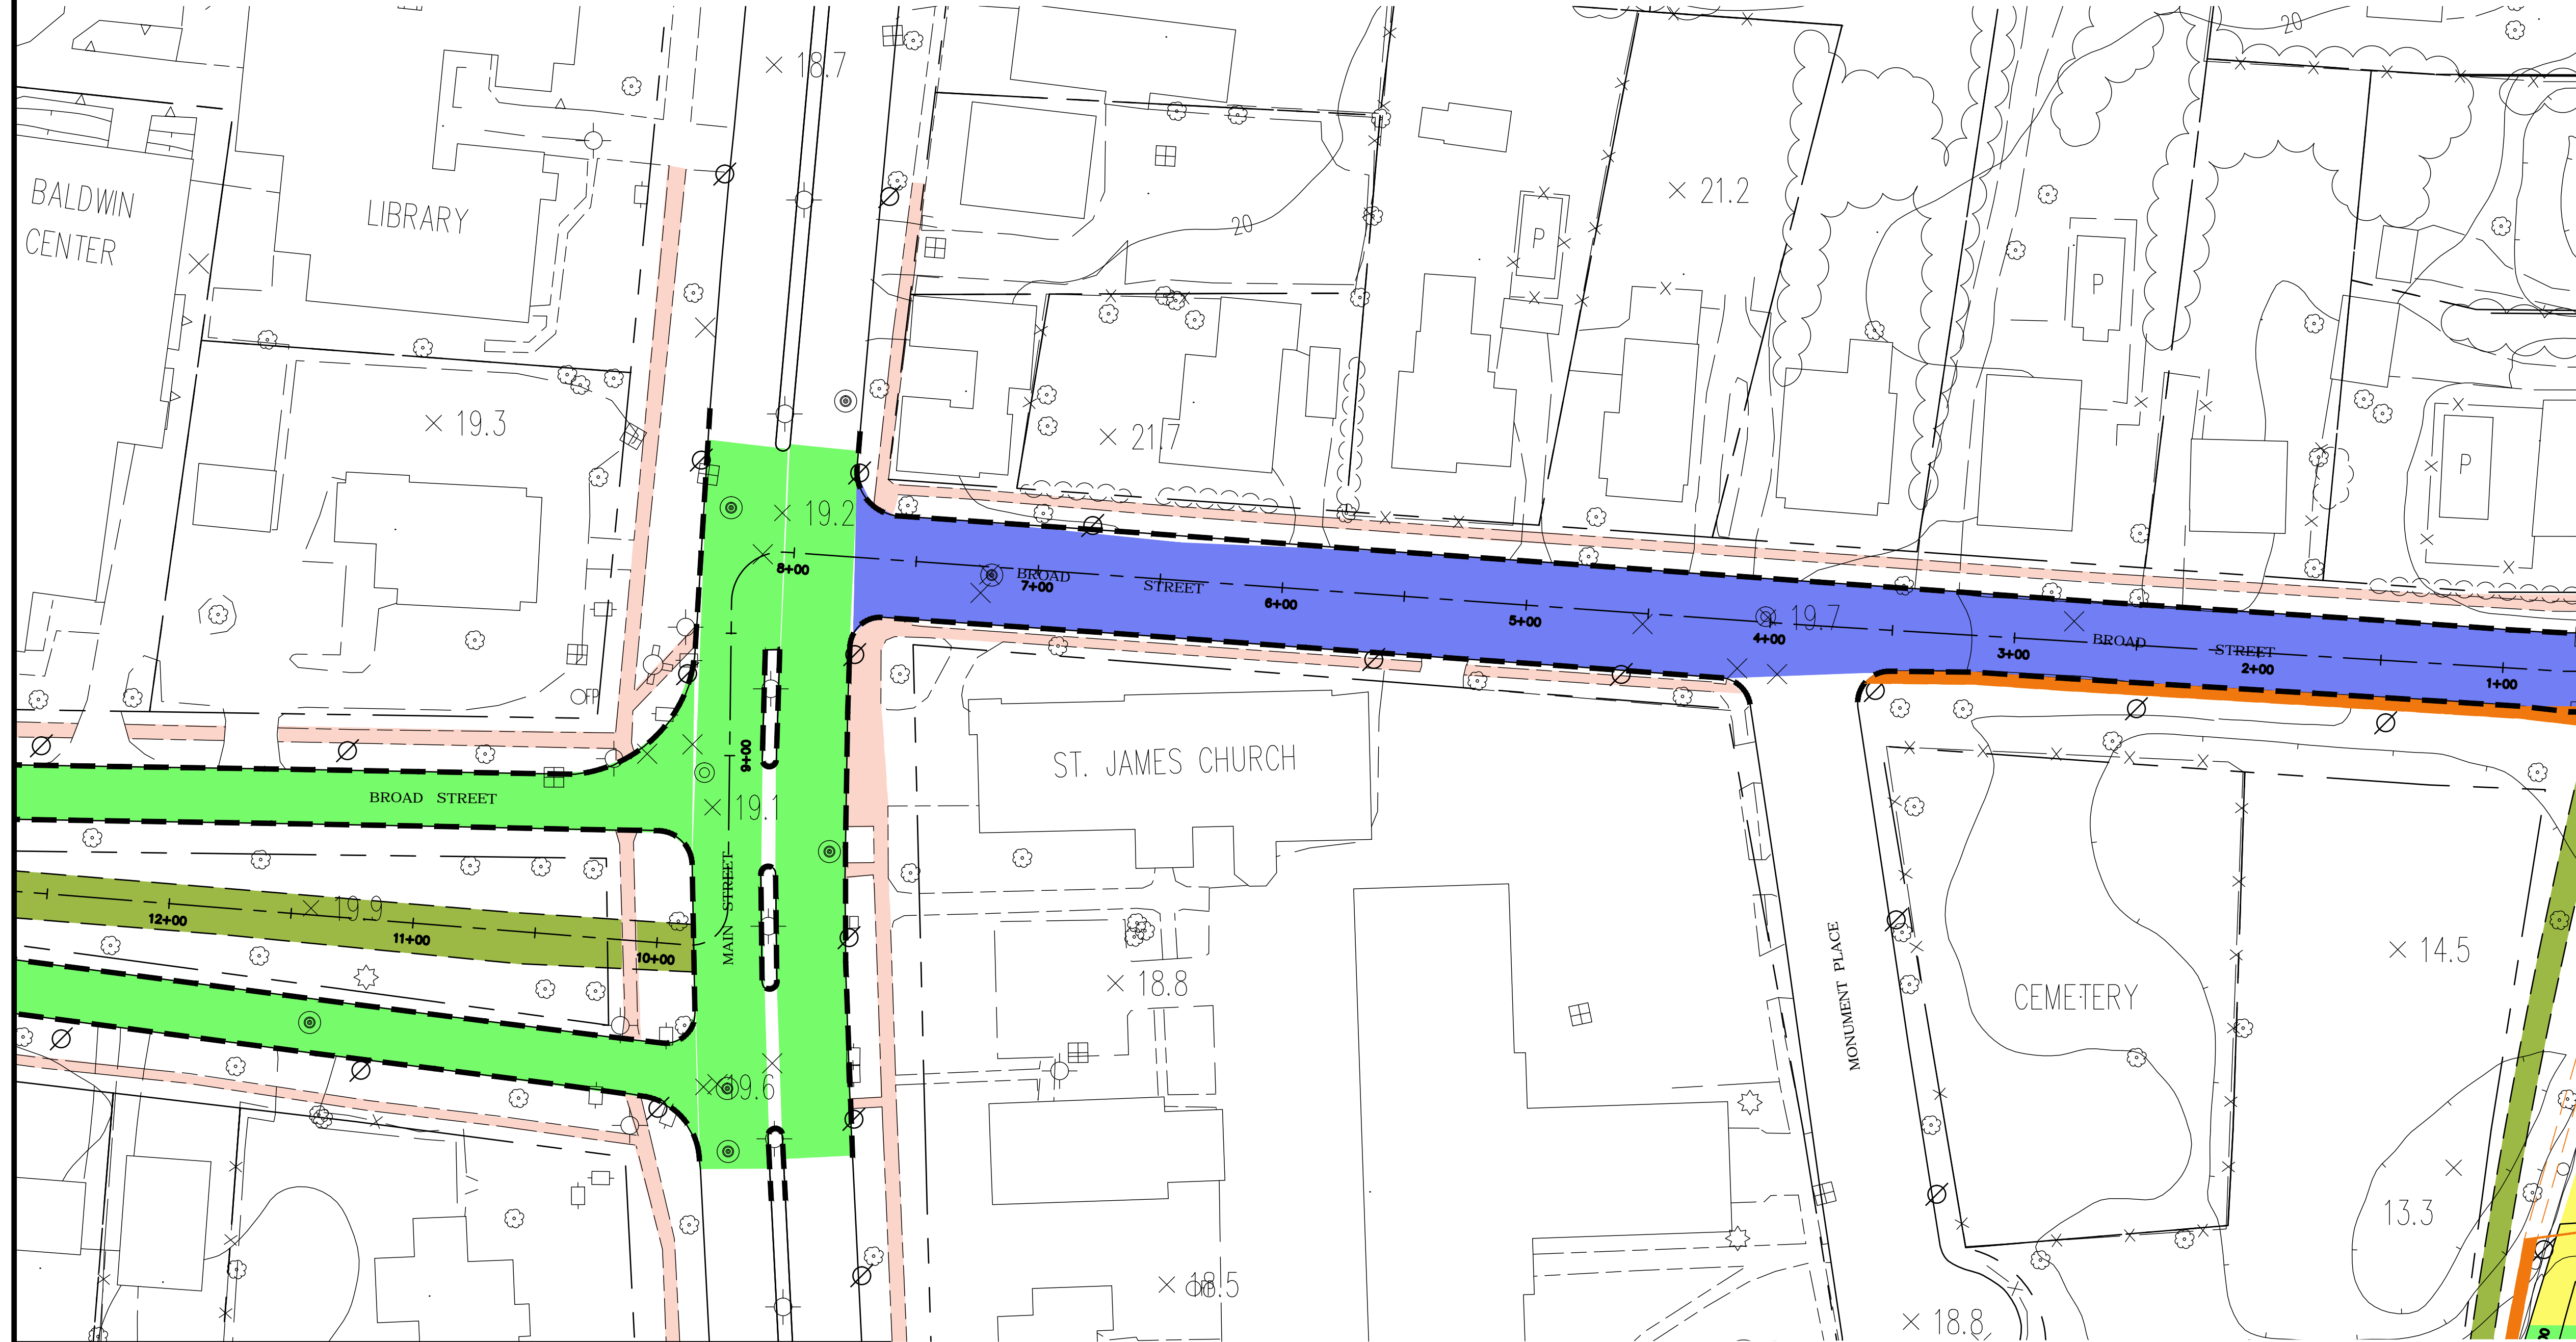 20
18.7
BALDWIN
CENTER
LIBRARY
20
21.2
P
P
19.3
21.7
P
19.2
8+00
BROAD STREET
7+00
6+00
5+00
19.7
4+00
3+00
BROAD STREET
2+00
1+00
FP
9+00
ST. JAMES CHURCH
BROAD STREET
19.1
MAIN STREET
19.9
12+00
11+00
10+00
18.8
MONUMENT PLACE
CEMETERY
14.5
19.6
13.3
18.5
18.8